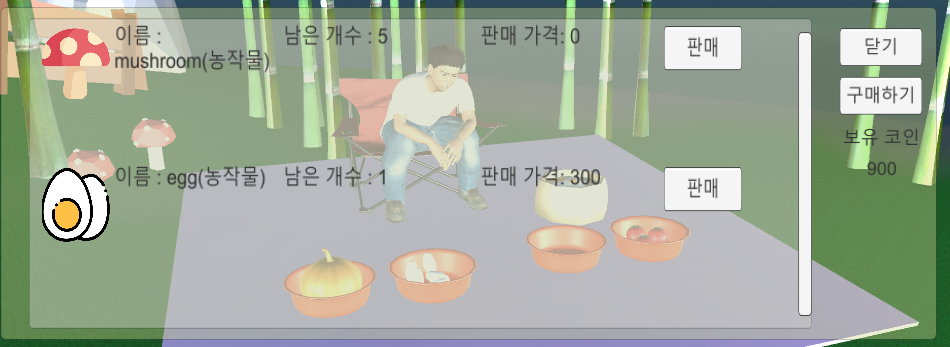 이름 : 남은 개수 : 5 판매 가격: 0 판매
mushroom(농작물)
이름 : egg(농작물) 남은 개수 : 1 판매 가격: 300 판매
닫기
구매하기
보유 코인
900